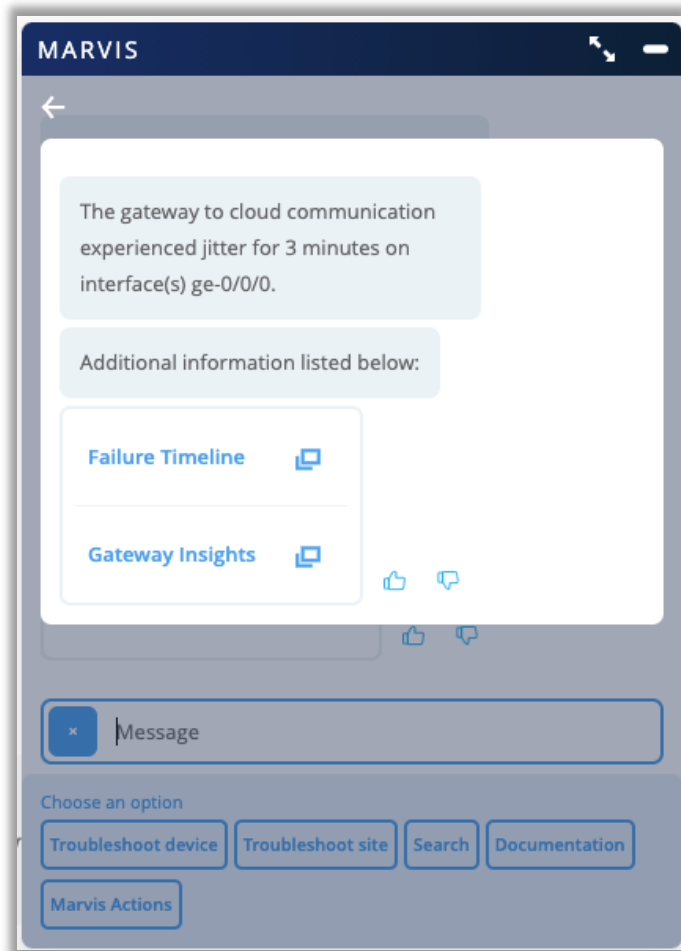 MARVIS
The gateway to cloud communication
experienced jitter for 3 minutes on
interface(s) ge-0/0/0.
Additional information listed below:
Failure Timeline
Gateway Insights
Message
Choose an option
Troubleshoot device Troubleshoot site Search Documentation
Marvis Actions